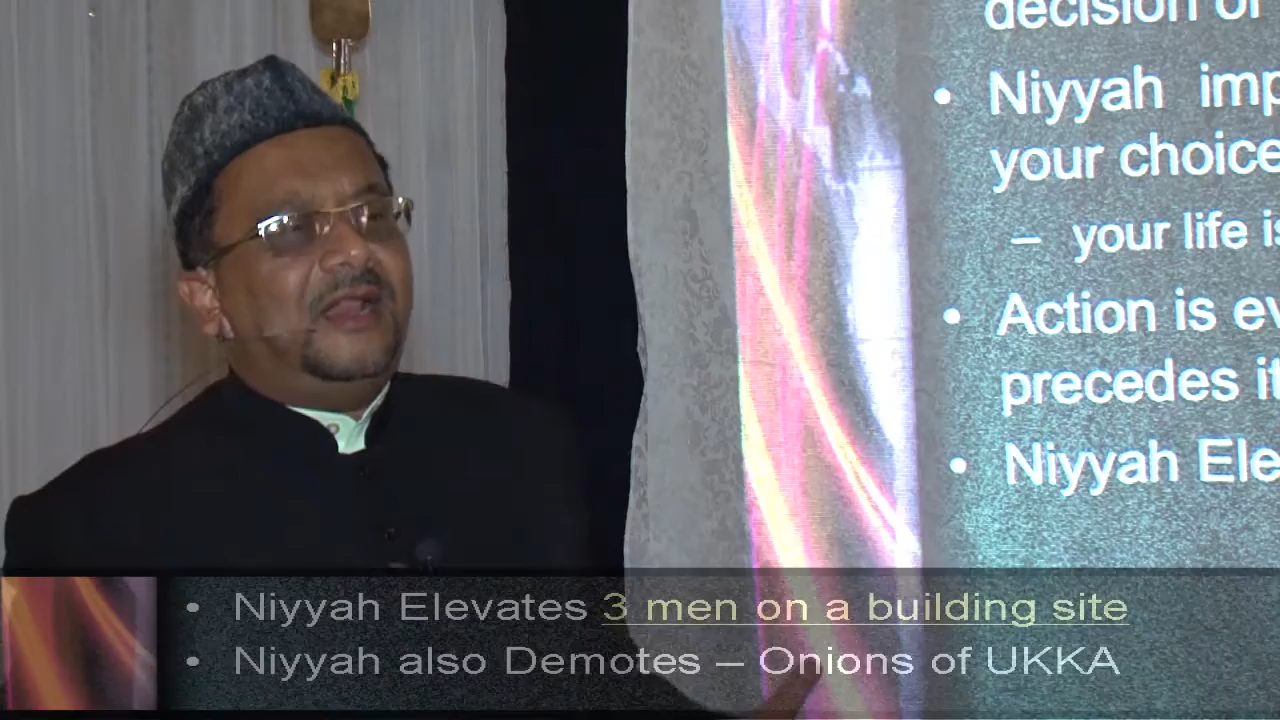 decision of
• Niyyah imp
your choice
– your life is
• Action is ev
precedes it
• Niyyah Ele
• Niyyah Elevates 3 men on a building site
• Niyyah also Demotes – Onions of UKKA